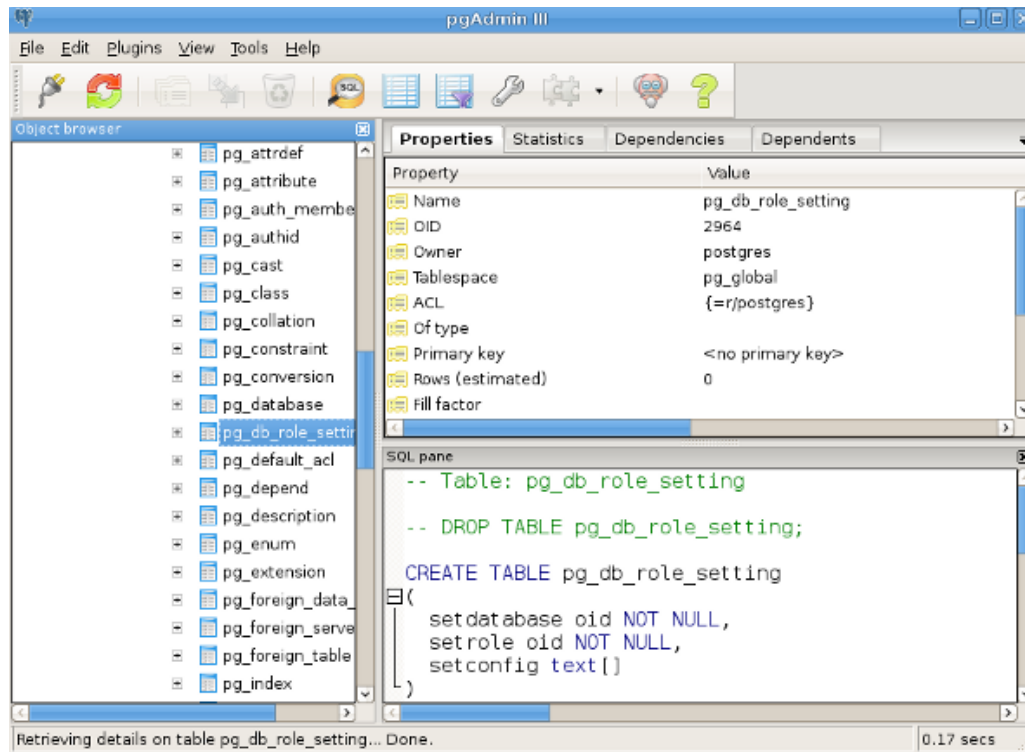 pgAdmin III
File Edit Plugins View Tools Help
SQL
Object browser
pg_attrdef
pg_attribute
pg_auth_membe
pg_authid
pg_cast
pg_class
pg_collation
pg_constraint
pg_conversion
pg_database
pg_db_role_settin
pg_default_acl
pg_depend
pg_description
pg_enum
pg_extension
pg_foreign_data_
pg_foreign_serve
pg_foreign_table
pg_index
Properties Statistics Dependencies Dependents
Property Value
Name pg_db_role_setting
OID 2964
Owner postgres
Tablespace pg_global
ACL {=r/postgres}
Of type
Primary key <no primary key>
Rows (estimated) 0
Fill factor
SQL pane
-- Table: pg_db_role_setting
-- DROP TABLE pg_db_role_setting;
CREATE TABLE pg_db_role_setting
(
setdatabase oid NOT NULL,
setrole oid NOT NULL,
setconfig text[]
)
Retrieving details on table pg_db_role_setting... Done. 0.17 secs